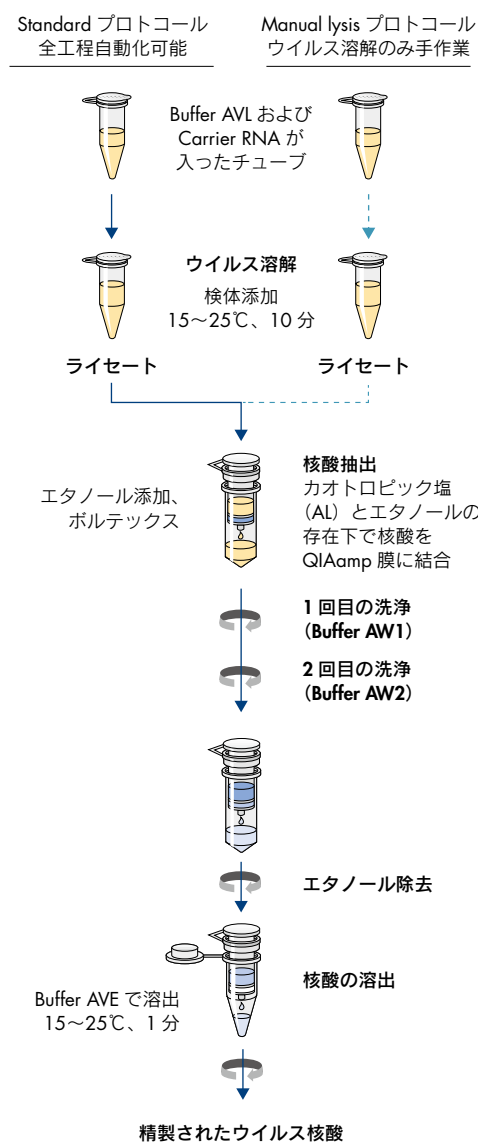 Standard プロトコール
全工程自動化可能
Manual lysis プロトコール
ウイルス溶解のみ手作業
Buffer AVL および
Carrier RNA が
入ったチューブ
ウイルス溶解
検体添加
15～25℃、10 分
ライセート
ライセート
エタノール添加、
ボルテックス
核酸抽出
カオトロピック塩
（AL）とエタノールの
存在下で核酸を
QIAamp 膜に結合
1 回目の洗浄
（Buffer AW1）
2 回目の洗浄
（Buffer AW2）
エタノール除去
核酸の溶出
Buffer AVE で溶出
15～25℃、1 分
精製されたウイルス核酸